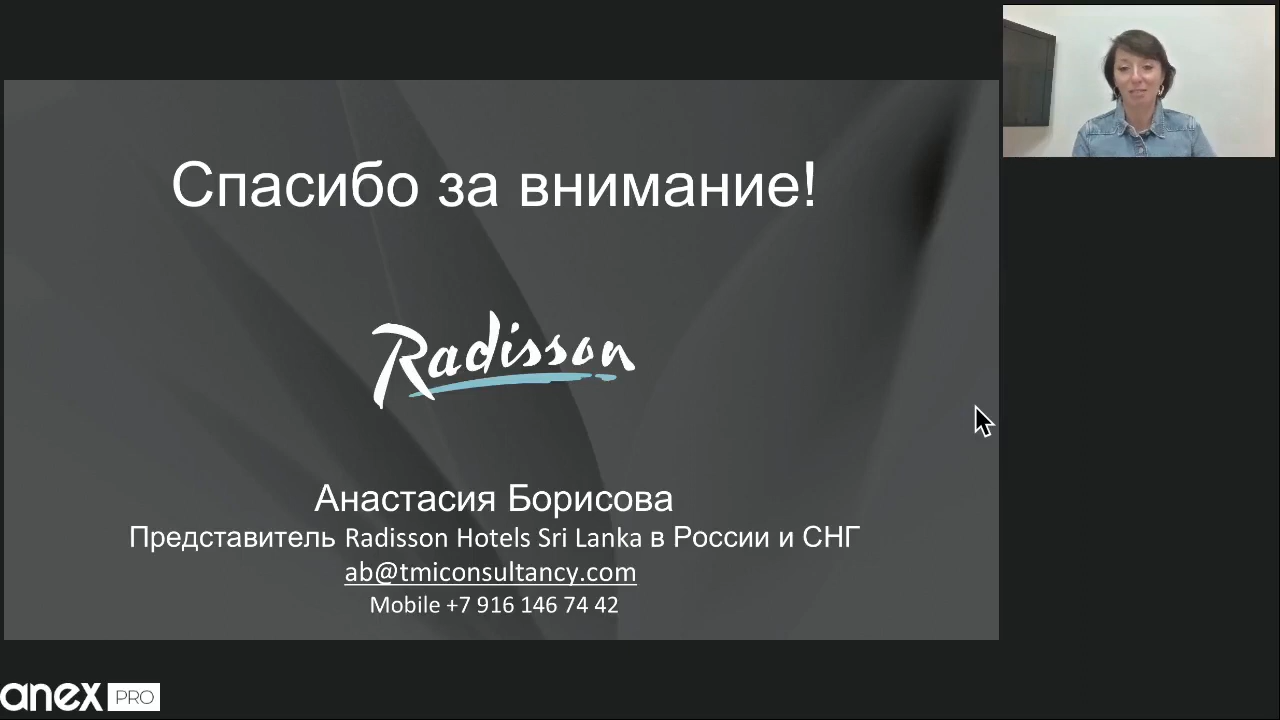 Спасибо за внимание!
Radisson
Анастасия Борисова
Представитель Radisson Hotels Sri Lanka в России и СНГ
ab@tmiconsultancy.com
Mobile +7 916 146 74 42
anex PRO